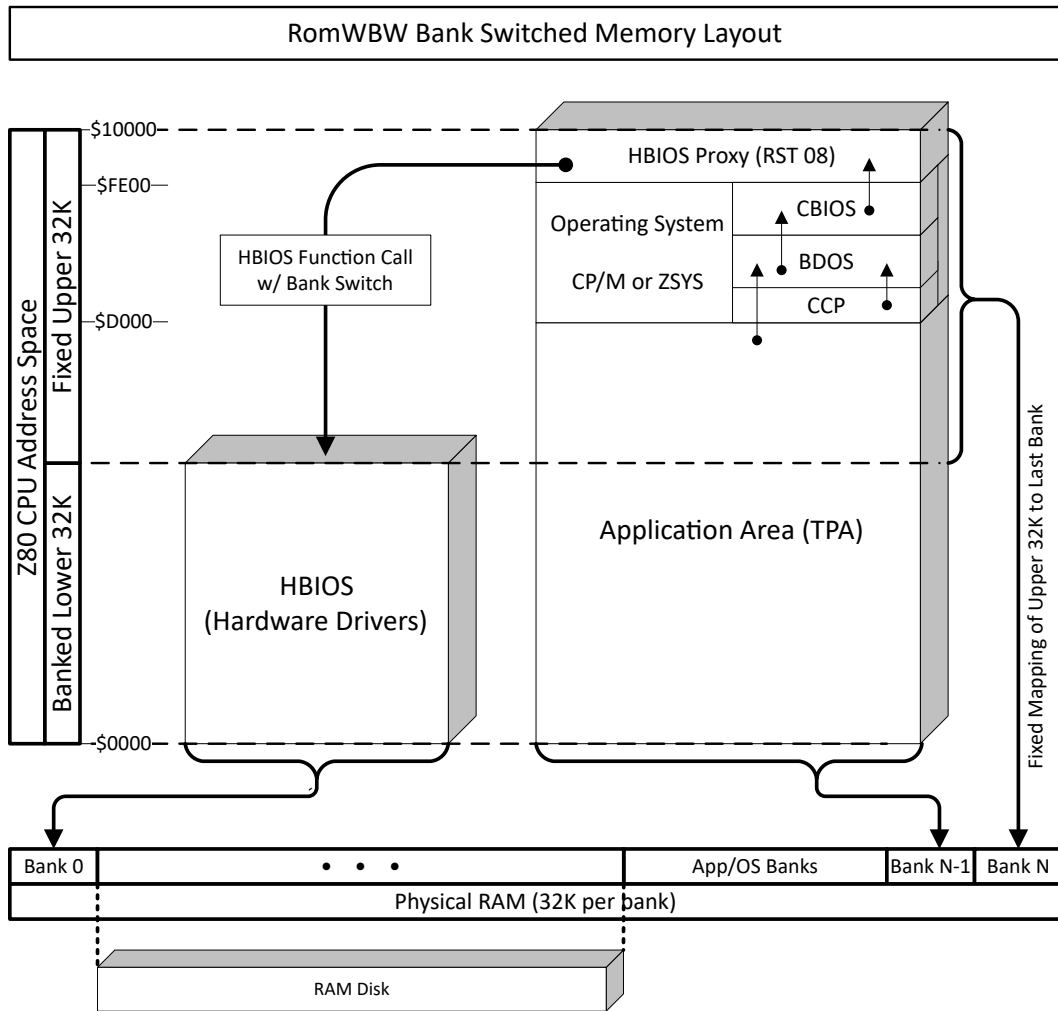 RomWBW Bank Switched Memory Layout
$10000
HBIOS Proxy (RST 08)
$FE00
CBIOS
Operating System
HBIOS Function Call
w/ Bank Switch
BDOS
CP/M or ZSYS
CCP
$D000
Z80 CPU Address Space
Fixed Upper 32K
Banked Lower 32K
Application Area (TPA)
HBIOS
(Hardware Drivers)
Fixed Mapping of Upper 32K to Last Bank
$0000
Bank 0
• • •
App/OS Banks
Bank N-1
Bank N
Physical RAM (32K per bank)
RAM Disk